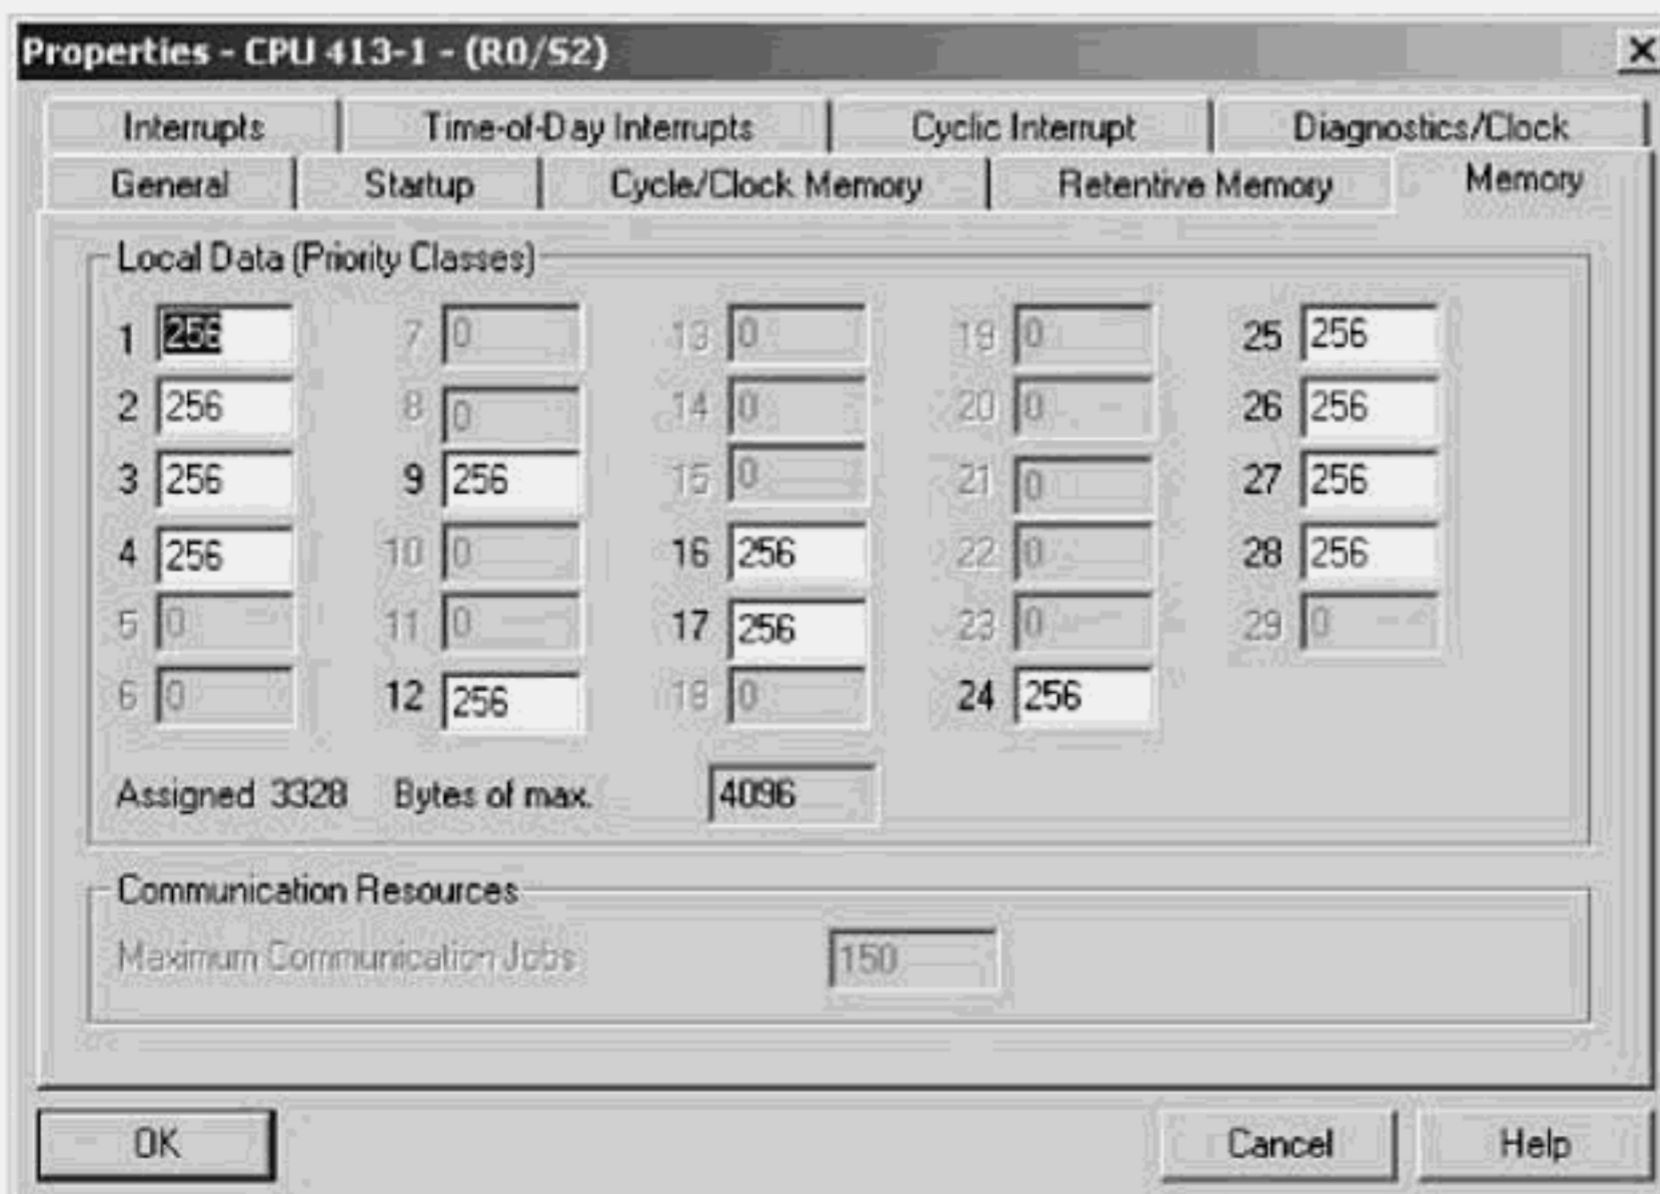 Properties - CPU 413-1 - (R0/S2)
Interrupts Time-of-Day Interrupts Cyclic Interrupt Diagnostics/Clock
General Startup Cycle/Clock Memory Retentive Memory Memory
Local Data (Priority Classes)
1 256 7 0 13 0 19 0 25 256
2 256 8 0 14 0 20 0 26 256
3 256 9 256 15 0 21 0 27 256
4 256 10 0 16 256 22 0 28 256
5 0 11 0 17 256 23 0 29 0
6 0 12 256 18 0 24 256
Assigned 3328 Bytes of max. 4096
Communication Resources
Maximum Communication Jobs 150
OK Cancel Help